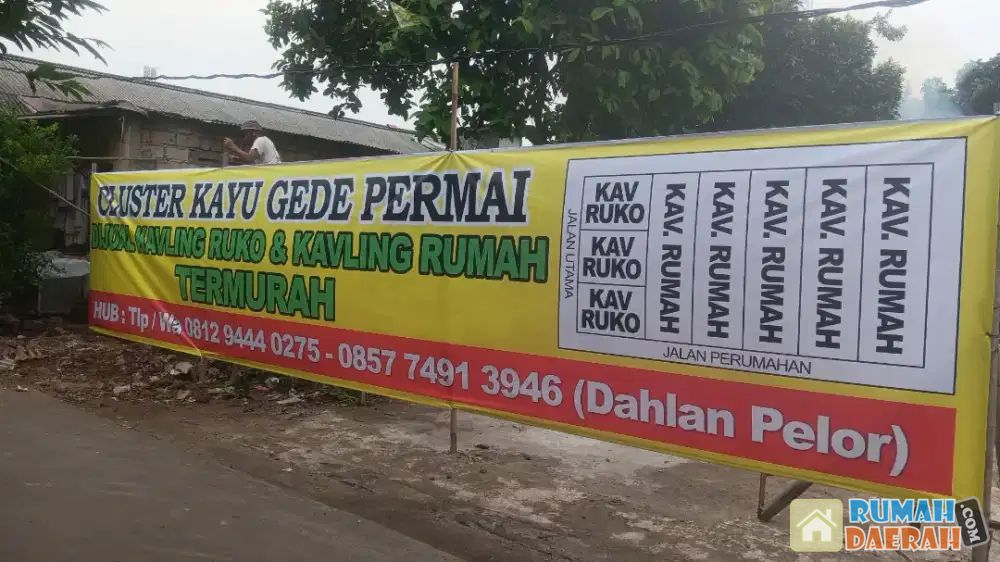 CLUSTER KAYU GEDE PERMAI
DIJUAL KAVLING RUKO & KAVLING RUMAH
TERMURAH
HUB : Tlp / Wa 0812 9444 0275 - 0857 7491 3946 (Dahlan Pelor)
JALAN UTAMA
KAV RUKO
KAV RUKO
KAV RUKO
KAV. RUMAH
KAV. RUMAH
KAV. RUMAH
KAV. RUMAH
KAV. RUMAH
JALAN PERUMAHAN
RUMAH
DAERAH
.COM